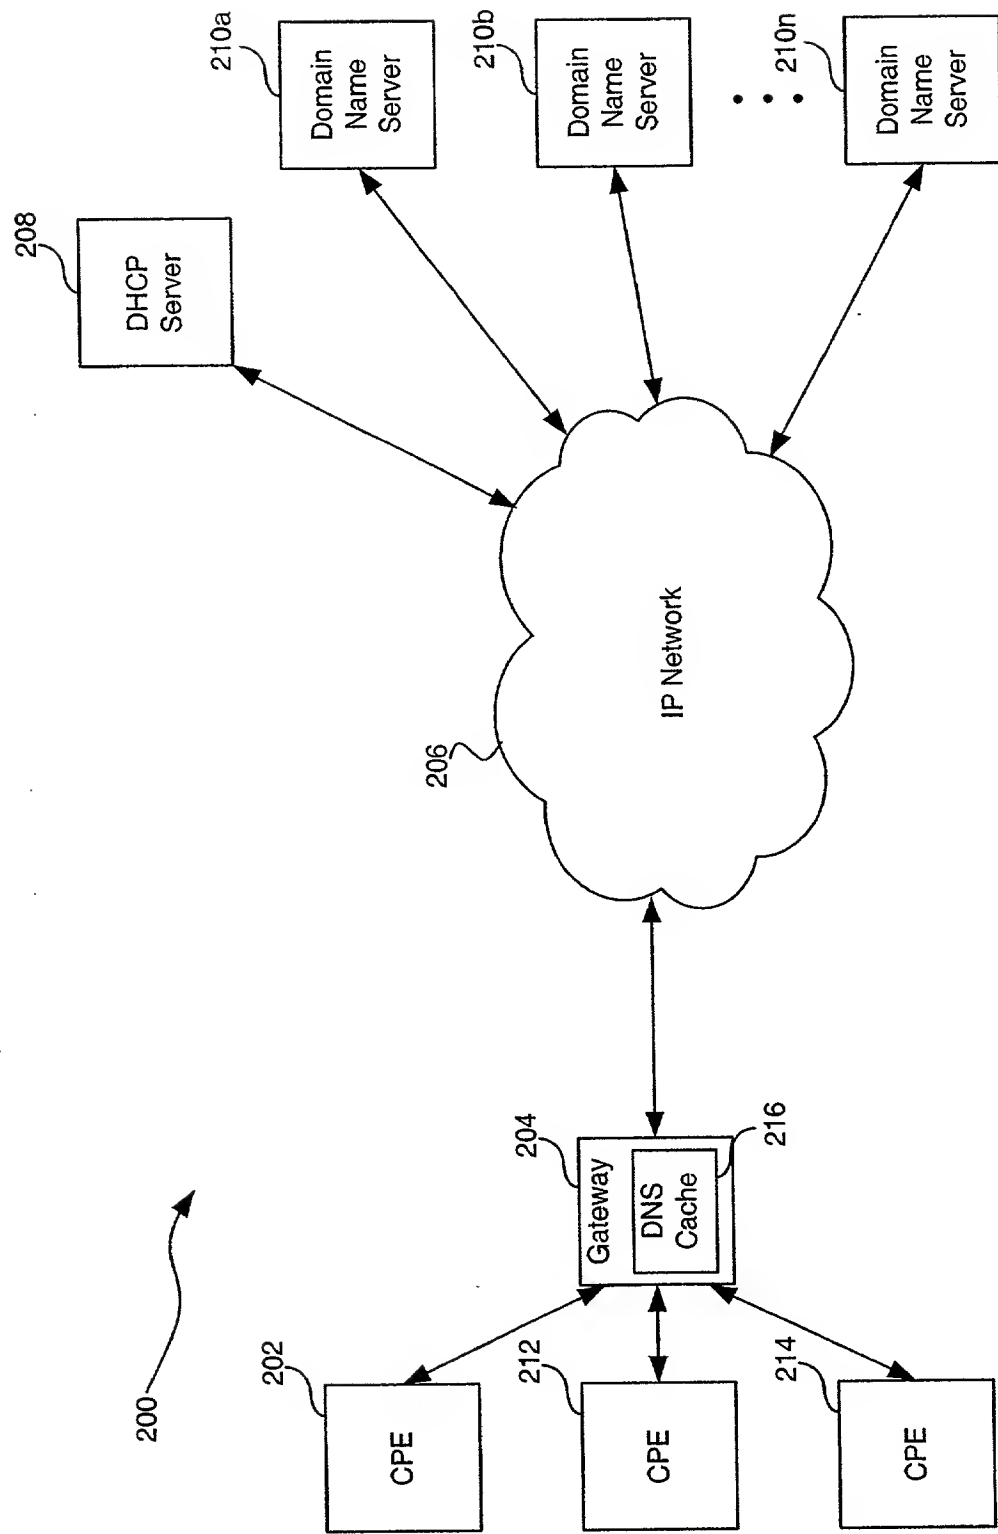 200
202
CPE
212
CPE
214
CPE
204
Gateway
DNS
Cache
216
206
IP Network
208
DHCP
Server
210a
Domain
Name
Server
210b
Domain
Name
Server
210n
Domain
Name
Server